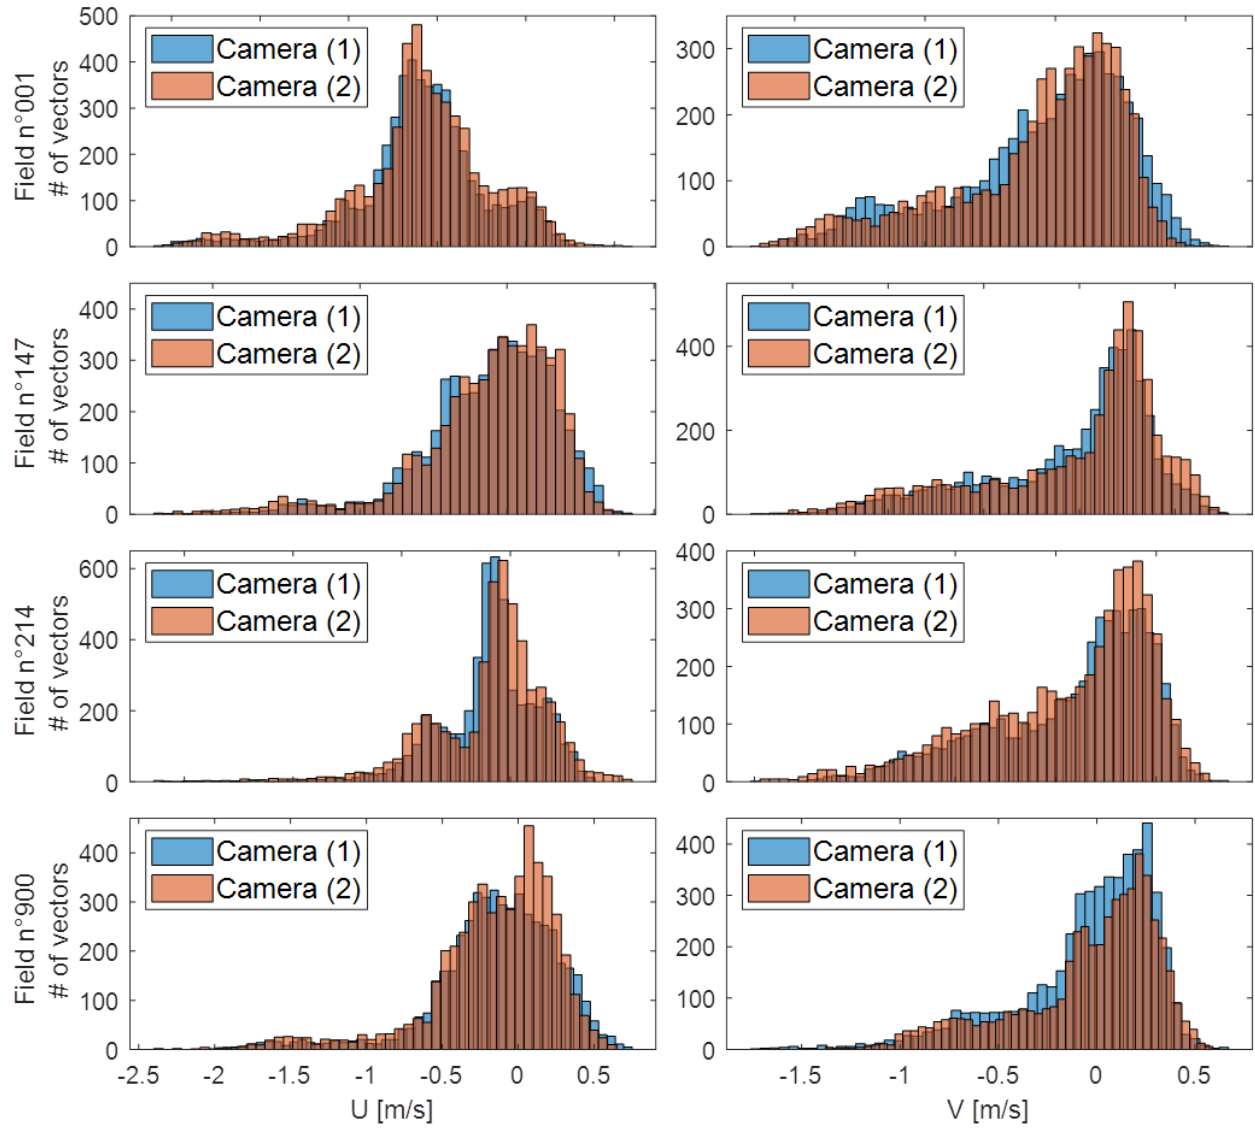 500
400
300
200
100
0
Field n°001
# of vectors
Camera (1)
Camera (2)
300
200
100
0
Camera (1)
Camera (2)
400
300
200
100
0
Field n°147
# of vectors
Camera (1)
Camera (2)
400
200
0
Camera (1)
Camera (2)
600
400
200
0
Field n°214
# of vectors
Camera (1)
Camera (2)
400
300
200
100
0
Camera (1)
Camera (2)
400
300
200
100
0
Field n°900
# of vectors
Camera (1)
Camera (2)
-2.5 -2 -1.5 -1 -0.5 0 0.5
U [m/s]
400
300
200
100
0
Camera (1)
Camera (2)
-1.5 -1 -0.5 0 0.5
V [m/s]